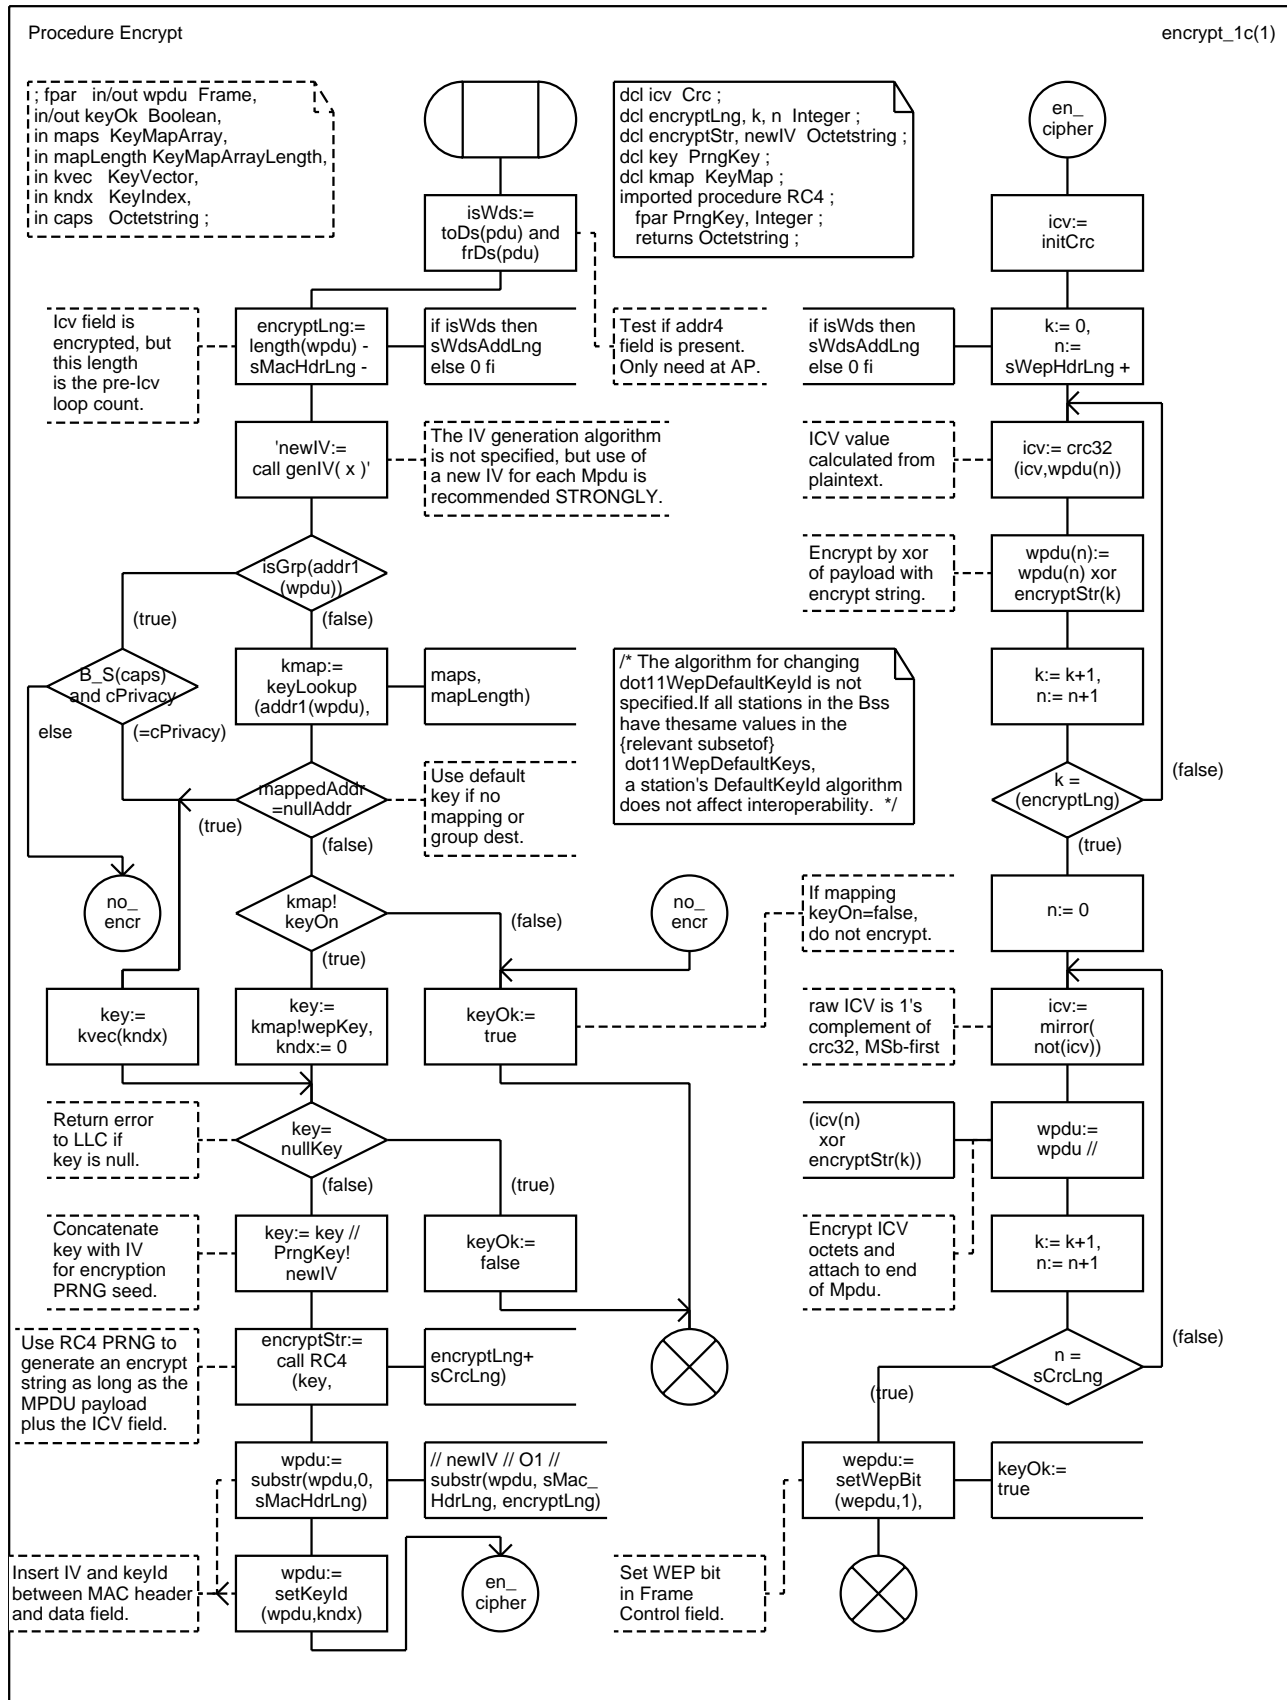 Procedure Encrypt
encrypt_1c(1)
; fpar   in/out wpdu  Frame,
in/out keyOk  Boolean,
in maps  KeyMapArray,
in mapLength KeyMapArrayLength,
in kvec   KeyVector,
in kndx   KeyIndex,
in caps   Octetstring ;
dcl icv  Crc ;
dcl encryptLng, k, n  Integer ;
dcl encryptStr, newIV  Octetstring ;
dcl key  PrngKey ;
dcl kmap  KeyMap ;
imported procedure RC4 ;
fpar PrngKey, Integer ;
returns Octetstring ;
en_
cipher
isWds:=
toDs(pdu) and
frDs(pdu)
icv:=
initCrc
Icv field is
encrypted, but
this length
is the pre-Icv
loop count.
encryptLng:=
length(wpdu) -
sMacHdrLng -
if isWds then
sWdsAddLng
else 0 fi
Test if addr4
field is present.
Only need at AP.
if isWds then
sWdsAddLng
else 0 fi
k:= 0,
n:=
sWepHdrLng +
'newIV:=
call genIV( x )'
The IV generation algorithm
is not specified, but use of
a new IV for each Mpdu is
recommended STRONGLY.
ICV value
calculated from
plaintext.
icv:= crc32
(icv,wpdu(n))
isGrp(addr1
(wpdu))
(true)
(false)
Encrypt by xor
of payload with
encrypt string.
wpdu(n):=
wpdu(n) xor
encryptStr(k)
B_S(caps)
and cPrivacy
else
(=cPrivacy)
kmap:=
keyLookup
(addr1(wpdu),
maps,
mapLength)
/* The algorithm for changing
dot11WepDefaultKeyId is not
specified.If all stations in the Bss
have thesame values in the
{relevant subsetof}
dot11WepDefaultKeys,
a station's DefaultKeyId algorithm
does not affect interoperability.  */
k:= k+1,
n:= n+1
mappedAddr
=nullAddr
(true)
(false)
Use default
key if no
mapping or
group dest.
k =
(encryptLng)
(false)
(true)
no_
encr
kmap!
keyOn
(false)
(true)
no_
encr
If mapping
keyOn=false,
do not encrypt.
n:= 0
key:=
kvec(kndx)
key:=
kmap!wepKey,
kndx:= 0
keyOk:=
true
raw ICV is 1's
complement of
crc32, MSb-first
icv:=
mirror(
not(icv))
Return error
to LLC if
key is null.
key=
nullKey
(false)
(true)
(icv(n)
xor
encryptStr(k))
wpdu:=
wpdu //
Concatenate
key with IV
for encryption
PRNG seed.
key:= key //
PrngKey!
newIV
keyOk:=
false
Encrypt ICV
octets and
attach to end
of Mpdu.
k:= k+1,
n:= n+1
Use RC4 PRNG to
generate an encrypt
string as long as the
MPDU payload
plus the ICV field.
encryptStr:=
call RC4
(key,
encryptLng+
sCrcLng)
n =
sCrcLng
(false)
(true)
wpdu:=
substr(wpdu,0,
sMacHdrLng)
// newIV // O1 //
substr(wpdu, sMac_
HdrLng, encryptLng)
wepdu:=
setWepBit
(wepdu,1),
keyOk:=
true
Insert IV and keyId
between MAC header
and data field.
wpdu:=
setKeyId
(wpdu,kndx)
en_
cipher
Set WEP bit
in Frame
Control field.